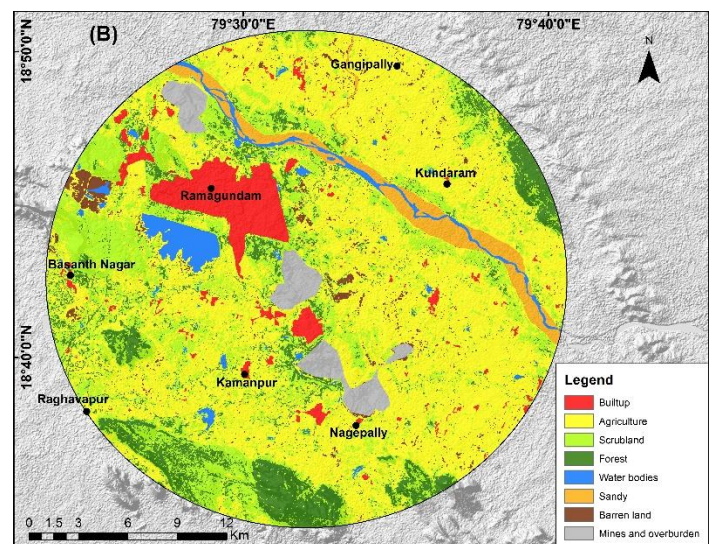 79°30'0"E
79°40'0"E
(B)
18°50'0"N
N
Gangipally
Kundaram
Ramagundam
Basanth Nagar
18°40'0"N
Kamanpur
Raghavapur
Nagepally
Legend
Builtup
Agriculture
Scrubland
Forest
Water bodies
Sandy
Barren land
Mines and overburden
0 1.5 3 6 9 12
Km